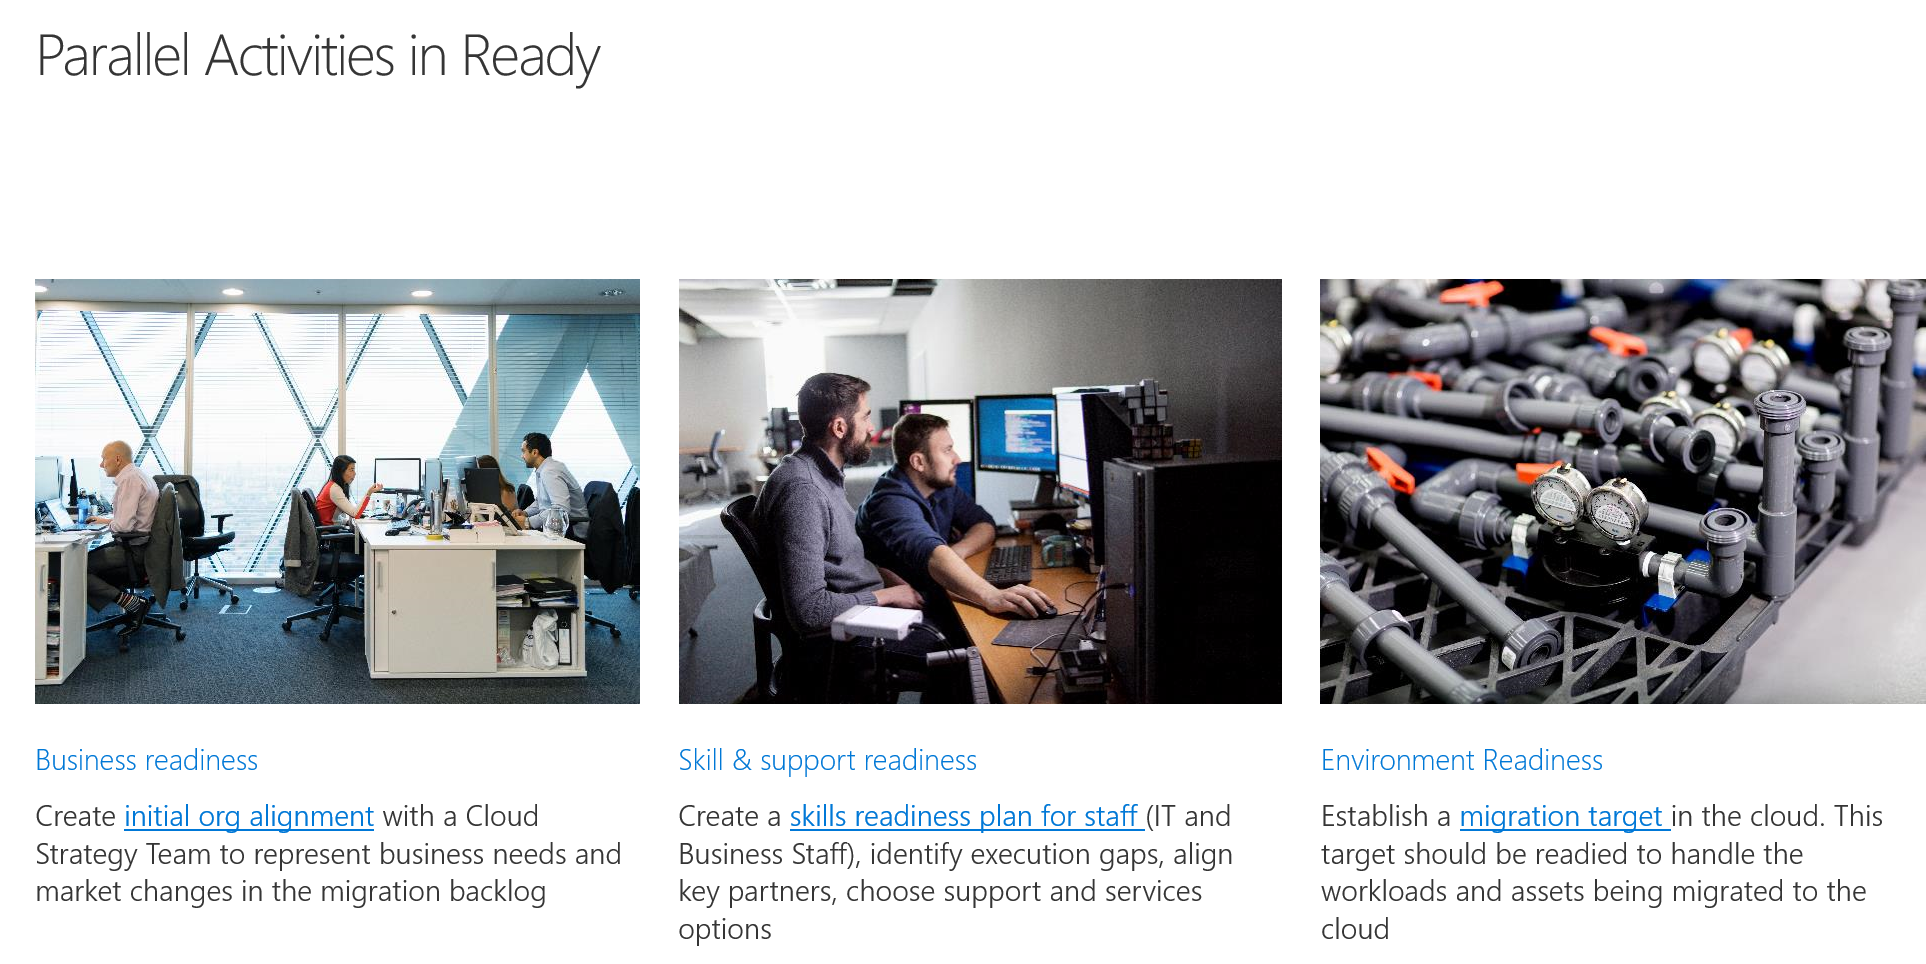 Parallel Activities in Ready
Business readiness
Create initial org alignment with a Cloud
Strategy Team to represent business needs and
market changes in the migration backlog
Skill & support readiness
Create a skills readiness plan for staff (IT and
Business Staff), identify execution gaps, align
key partners, choose support and services
options
Environment Readiness
Establish a migration target in the cloud. This
target should be readied to handle the
workloads and assets being migrated to the
cloud